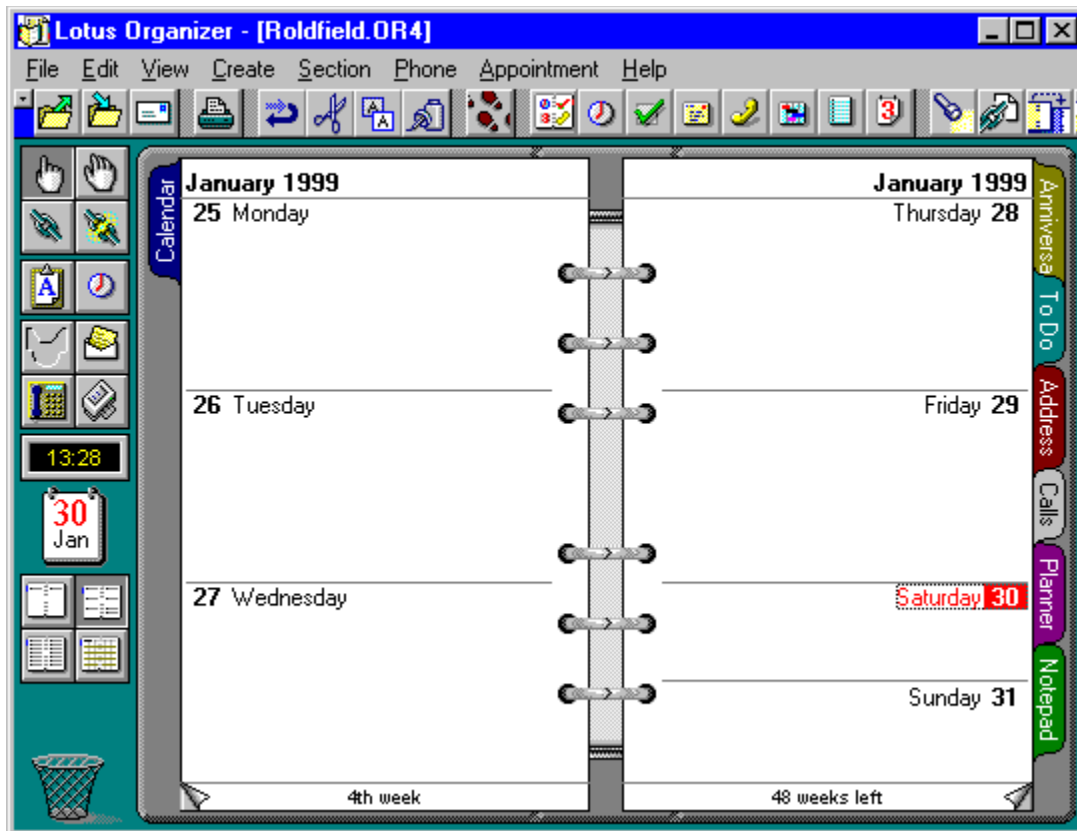 Lotus Organizer - [Roldfield.OR4]
File Edit View Create Section Phone Appointment Help
Calendar
January 1999
25 Monday
26 Tuesday
27 Wednesday
4th week
January 1999
Thursday 28
Friday 29
Saturday 30
Sunday 31
48 weeks left
Anniversa
To Do
Address
Calls
Planner
Notepad
13:28
30
Jan
3
A
A
A